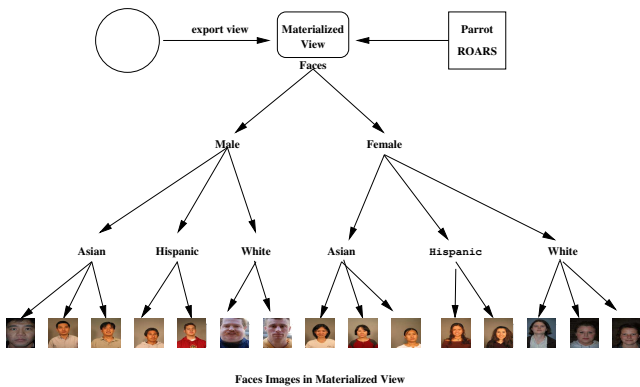 export view
Materialized
View
Parrot
ROARS
Faces
Male
Female
Asian
Hispanic
White
Asian
Hispanic
White
Faces Images in Materialized View